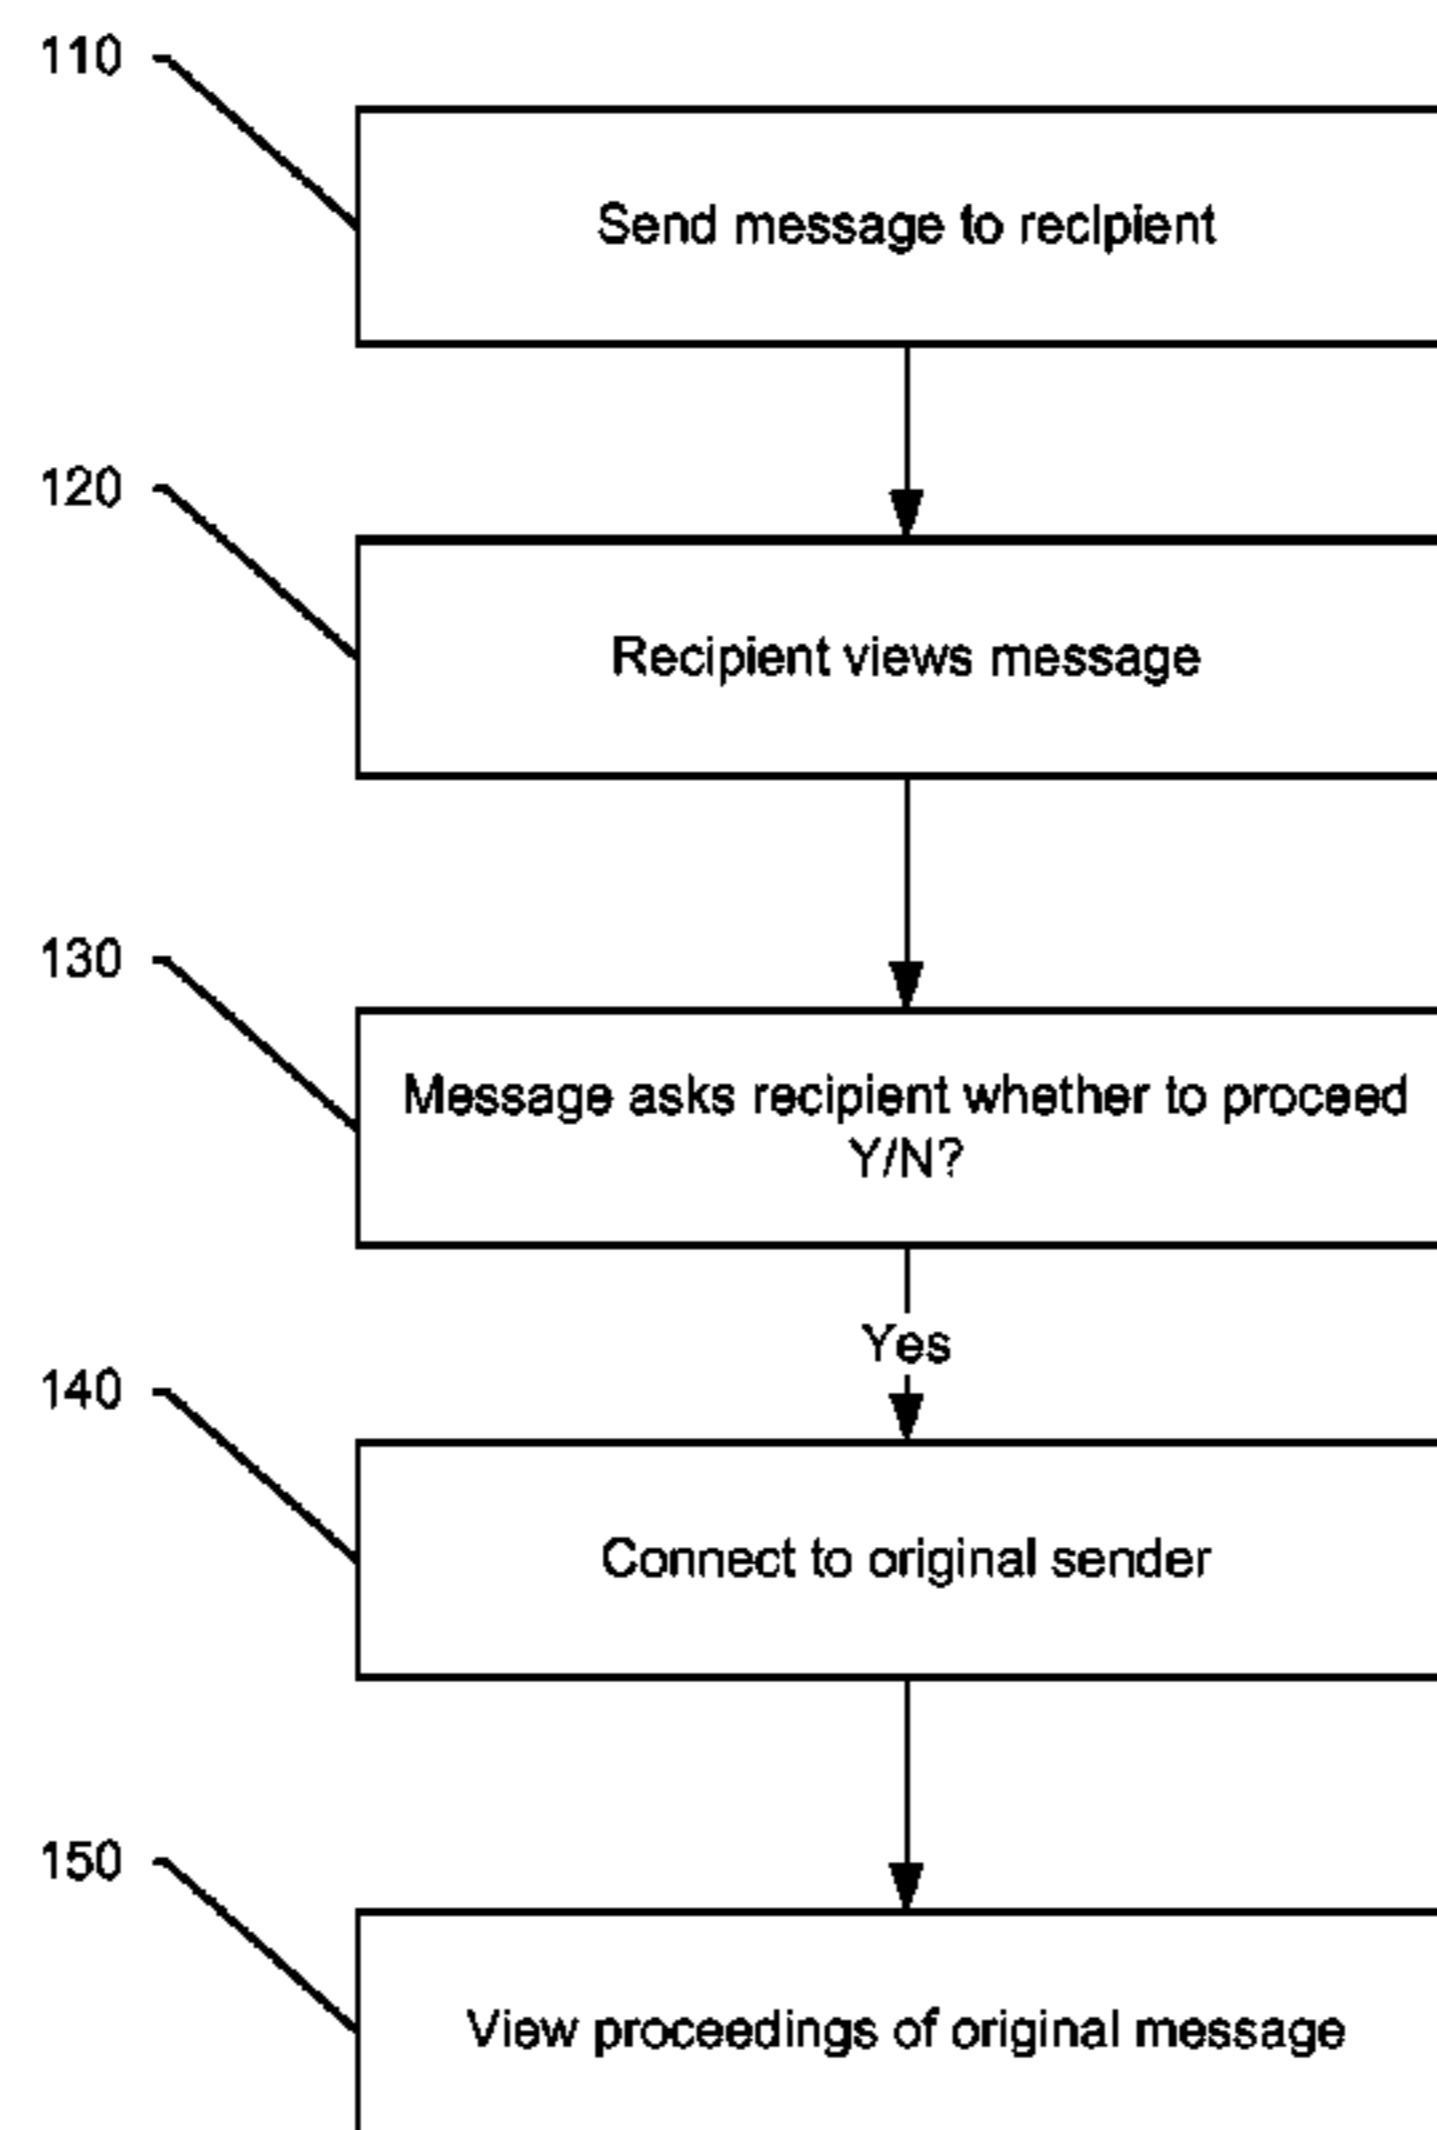 110
Send message to recipient
120
Recipient views message
130
Message asks recipient whether to proceed
Y/N?
Yes
140
Connect to original sender
150
View proceedings of original message